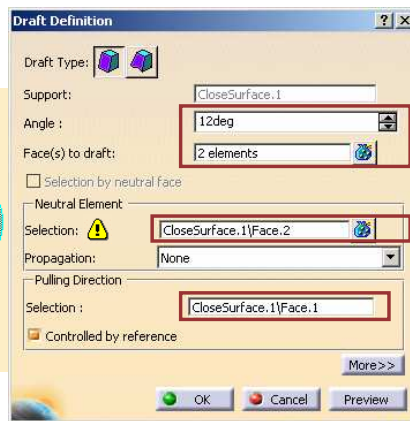 Draft Definition
Draft Type:
Support: CloseSurface.1
Angle : 12deg
Face(s) to draft: 2 elements
Selection by neutral face
Neutral Element
Selection: CloseSurface.1\Face.2
Propagation: None
Pulling Direction
Selection : CloseSurface.1\Face.1
Controlled by reference
More>>
OK Cancel Preview